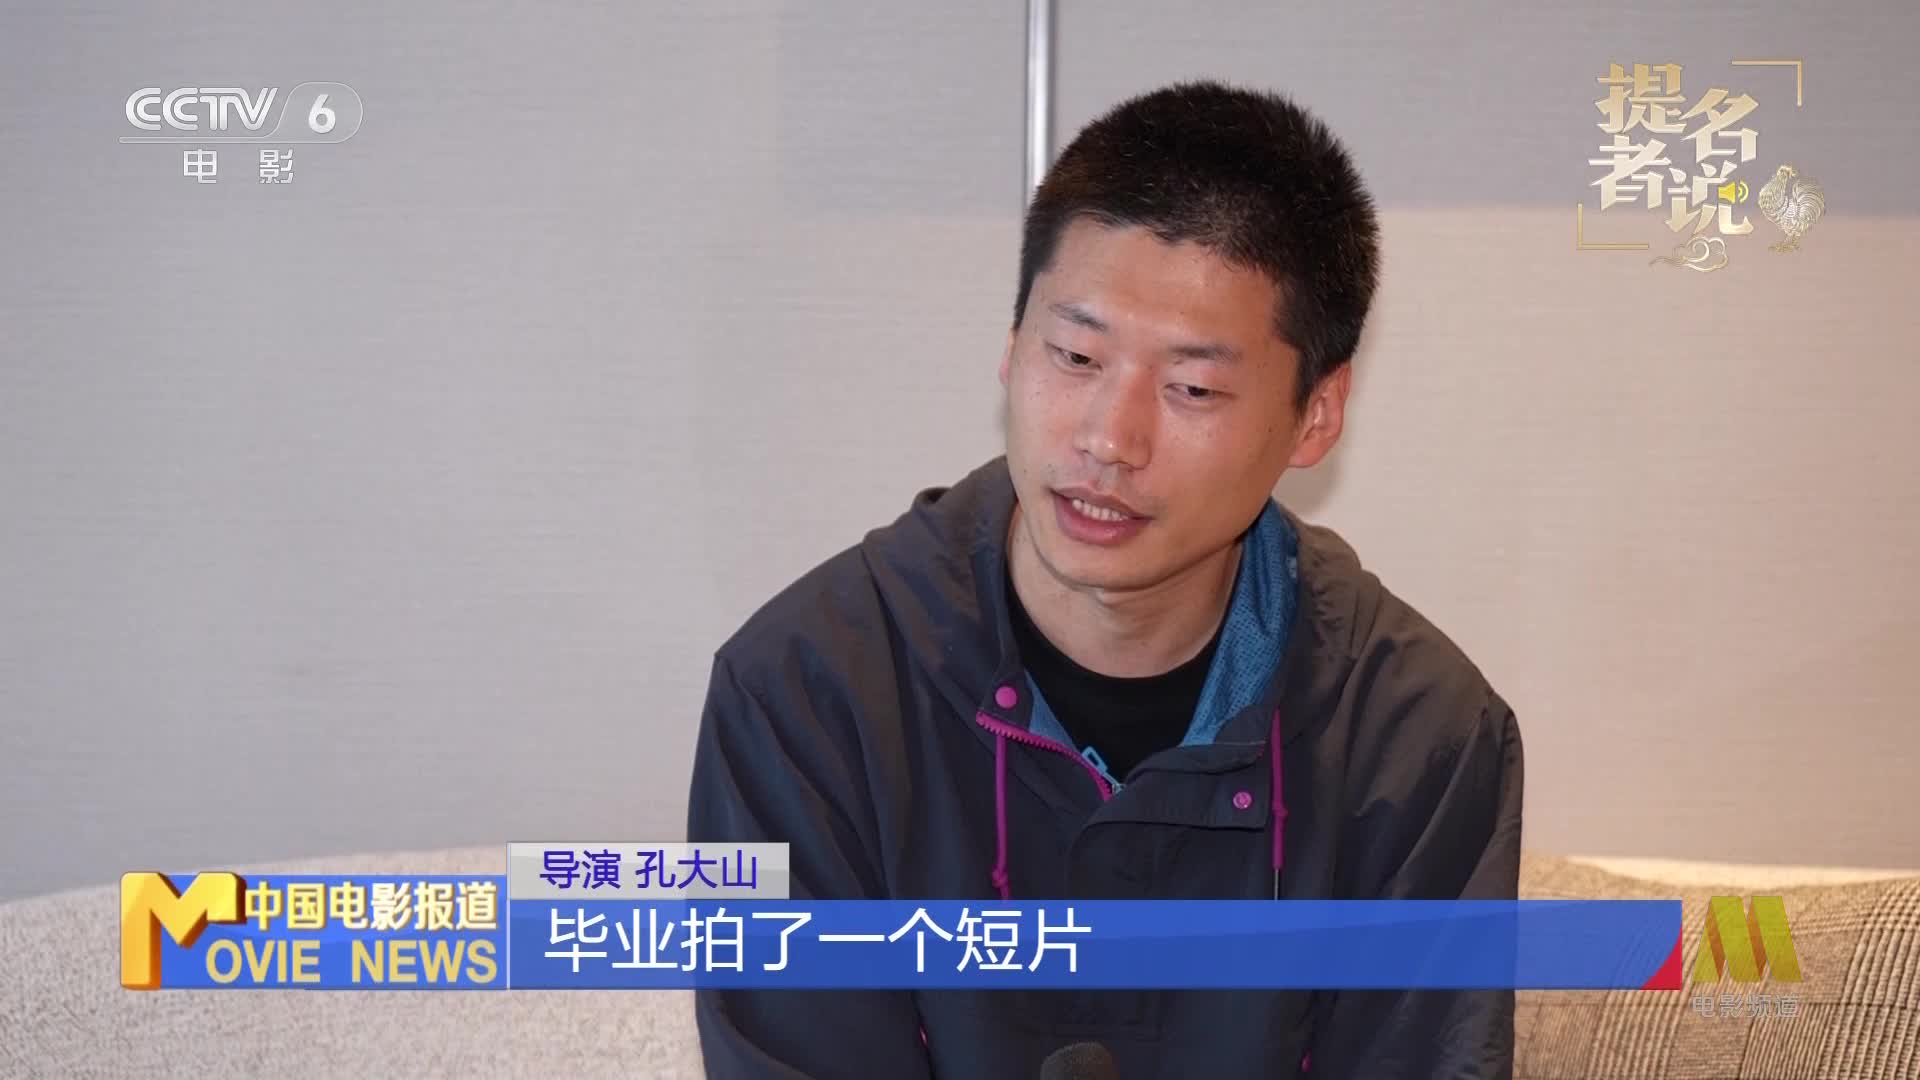 CCTV 6
电影
提名
者说
导演 孔大山
中国电影报道
MOVIE NEWS
毕业拍了一个短片
电影频道